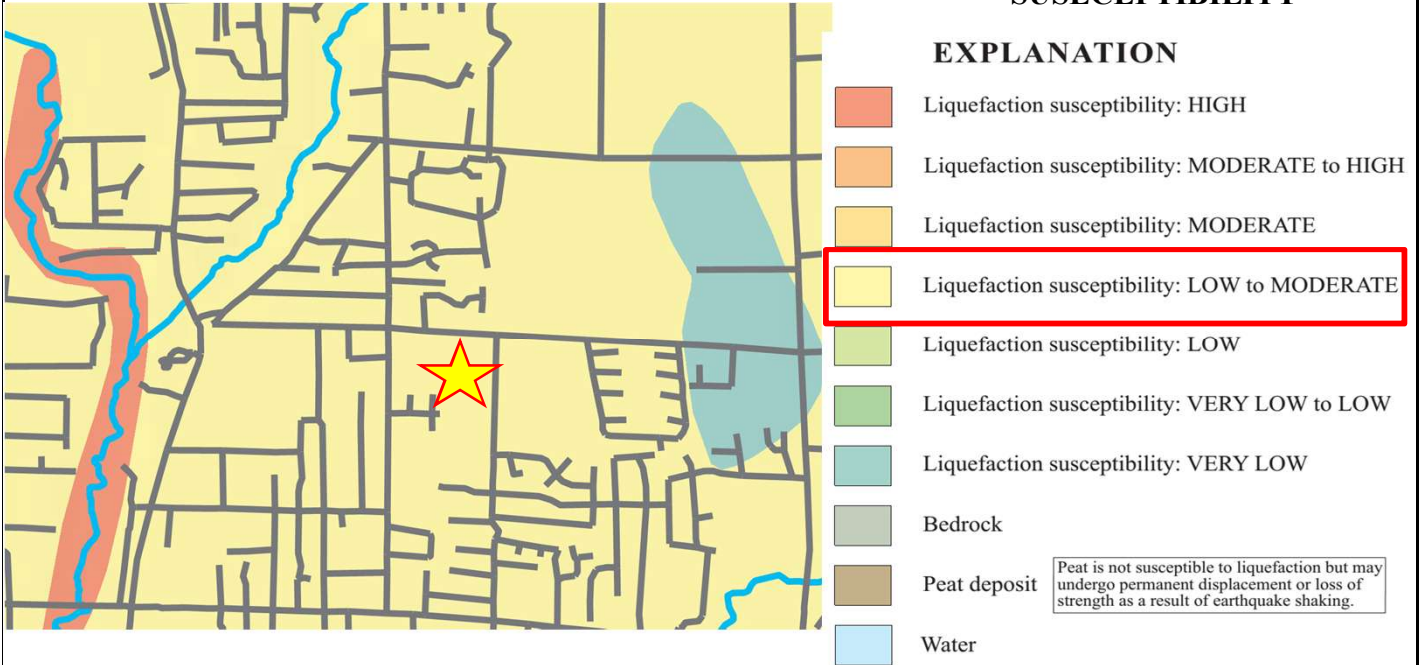 SUSECEPTIBILITY
EXPLANATION
Liquefaction susceptibility: HIGH
Liquefaction susceptibility: MODERATE to HIGH
Liquefaction susceptibility: MODERATE
Liquefaction susceptibility: LOW to MODERATE
Liquefaction susceptibility: LOW
Liquefaction susceptibility: VERY LOW to LOW
Liquefaction susceptibility: VERY LOW
Bedrock
Peat deposit
Peat is not susceptible to liquefaction but may
undergo permanent displacement or loss of
strength as a result of earthquake shaking.
Water